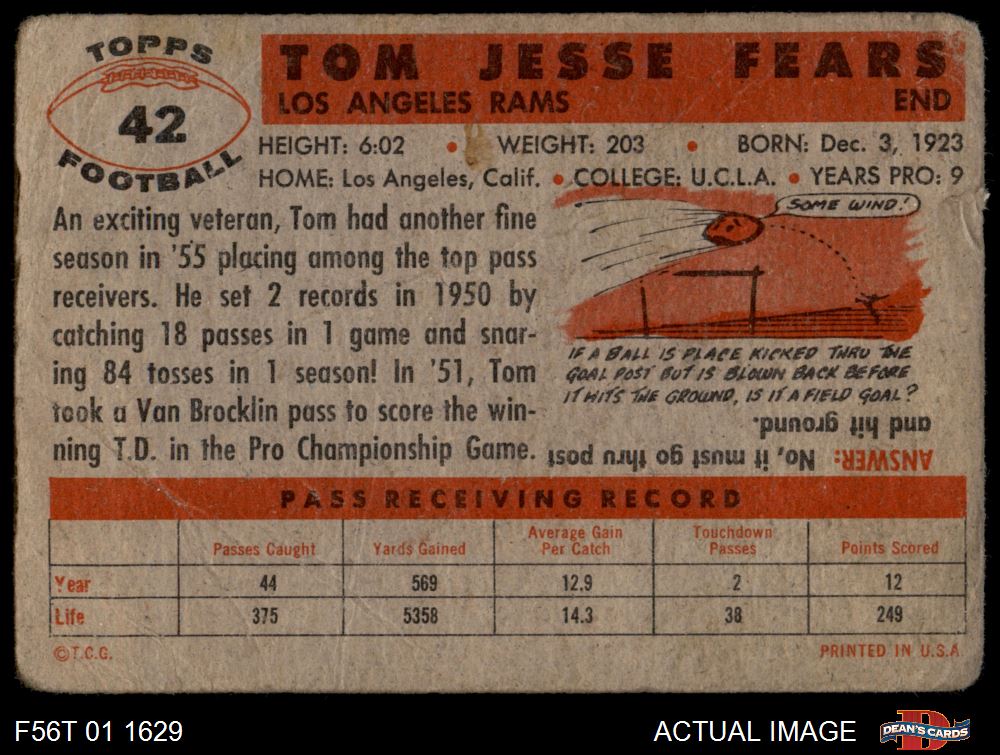 TOPPS
42
FOOTBALL
TOM JESSE FEARS
LOS ANGELES RAMS END
HEIGHT: 6:02 • WEIGHT: 203 • BORN: Dec. 3, 1923
HOME: Los Angeles, Calif. • COLLEGE: U.C.L.A. • YEARS PRO: 9
An exciting veteran, Tom had another fine
season in '55 placing among the top pass
receivers. He set 2 records in 1950 by
catching 18 passes in 1 game and snar-
ing 84 tosses in 1 season! In '51, Tom
took a Van Brocklin pass to score the win-
ning T.D. in the Pro Championship Game.
SOME WIND!
IF A BALL IS PLACE KICKED THRU THE
GOAL POST BUT IS BLOWN BACK BEFORE
IT HITS THE GROUND, IS IT A FIELD GOAL?
ANSWER: No, it must go thru post
and hit ground.
PASS RECEIVING RECORD
Passes Caught Yards Gained Average Gain Per Catch Touchdown Passes Points Scored
Year 44 569 12.9 2 12
Life 375 5358 14.3 38 249
©T.C.G. PRINTED IN U.S.A.
F56T 01 1629 ACTUAL IMAGE D DEAN'S CARDS